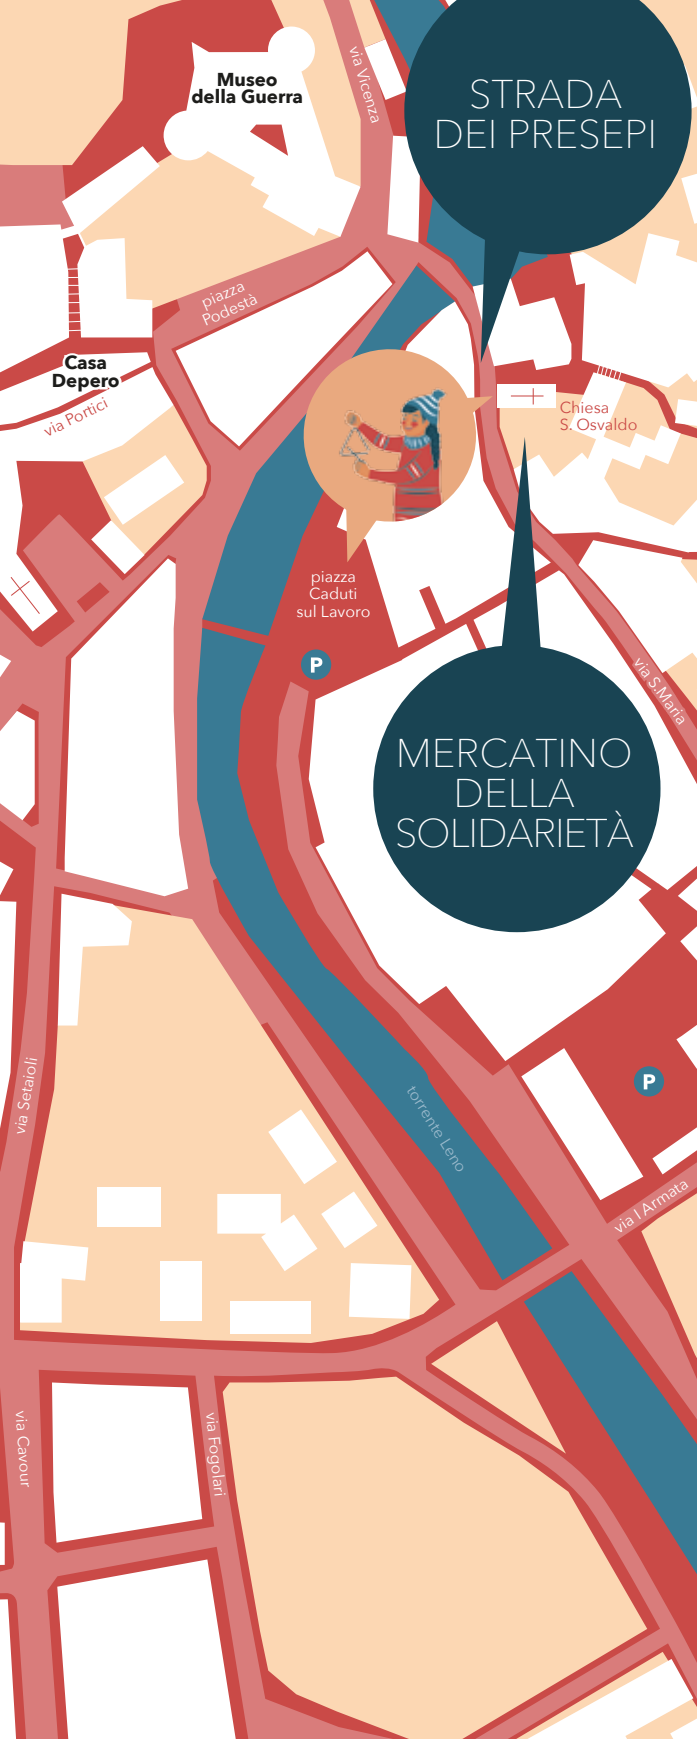 Museo
della Guerra
via Vicenza
STRADA
DEI PRESEPI
piazza
Podestà
Casa
Depero
via Portici
Chiesa
S. Osvaldo
piazza
Caduti
sul Lavoro
P
via S.Maria
MERCATINO
DELLA
SOLIDARIETÀ
via Setaioli
torrente Leno
P
via I Armata
via Cavour
via Fogolari